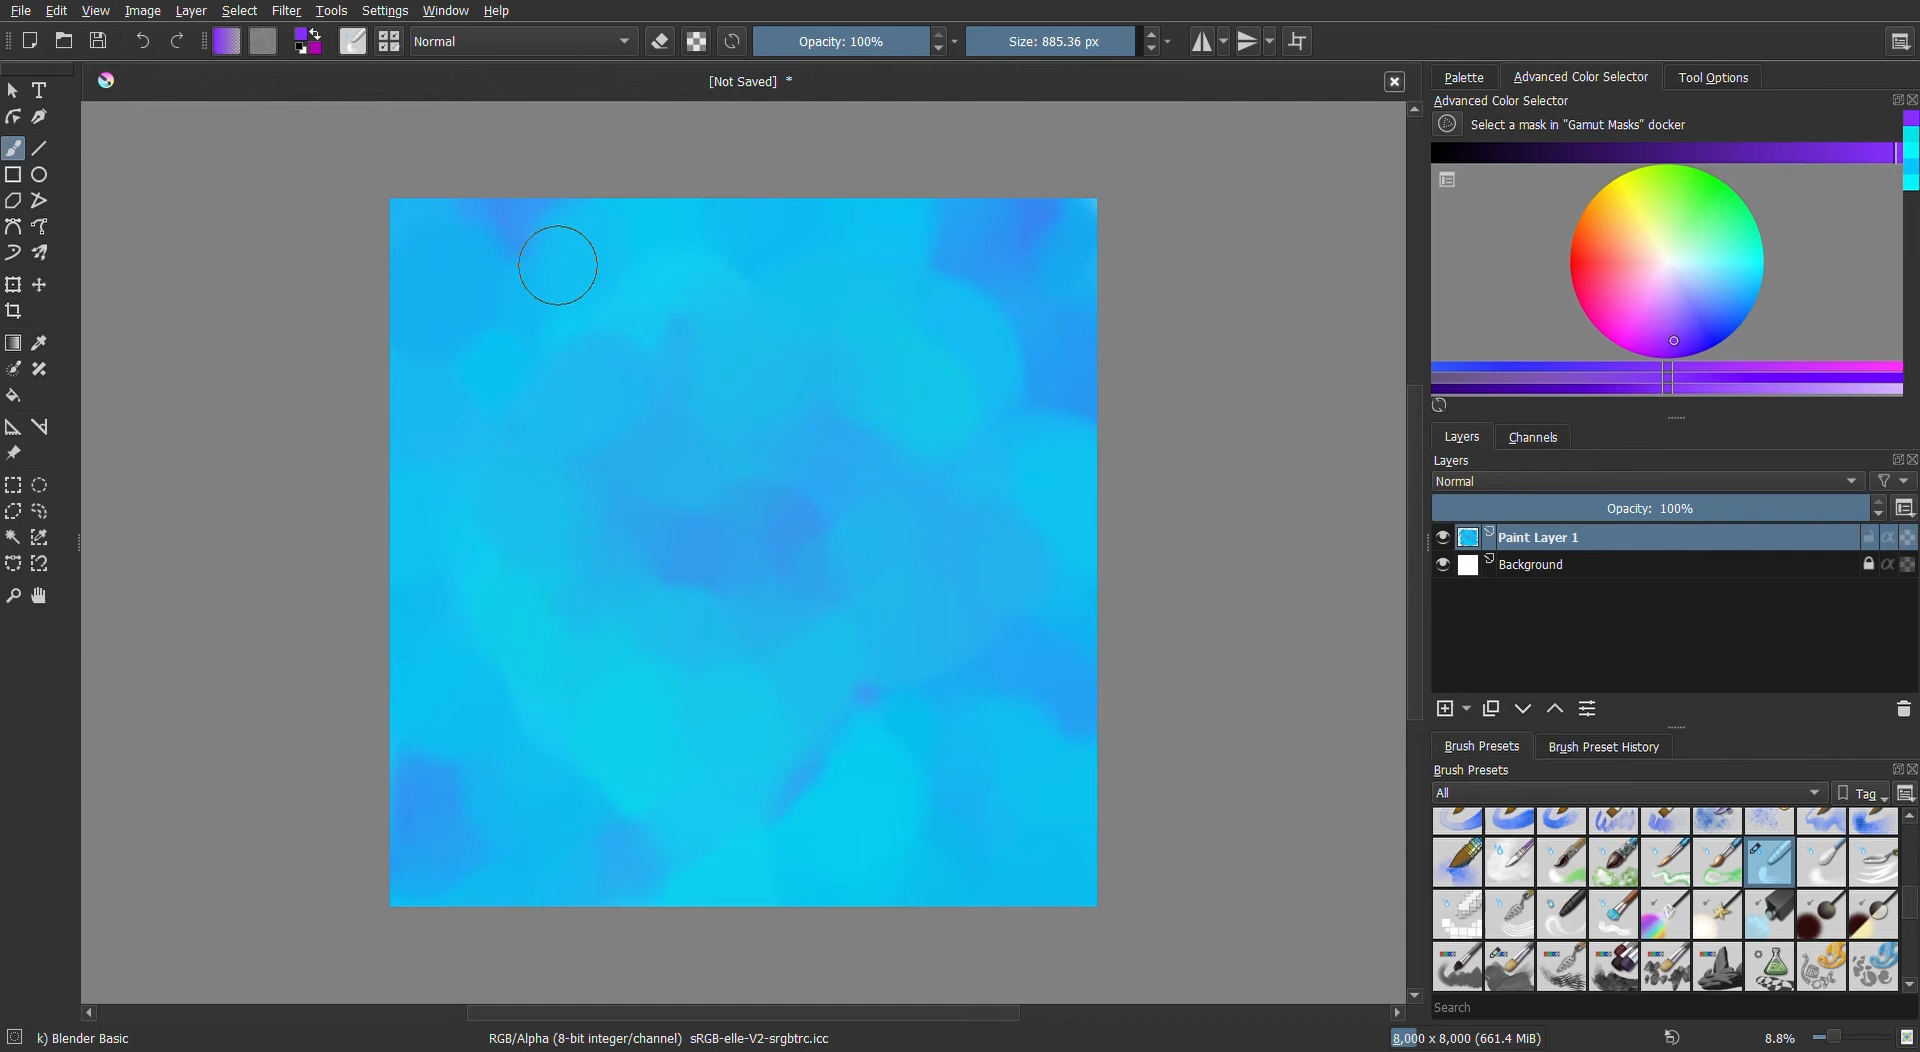 File Edit View Image Layer Select Filter Tools Settings Window Help
Normal Opacity: 100% Size: 885.36 px
[Not Saved] *
Palette Advanced Color Selector Tool Options
Advanced Color Selector
Select a mask in "Gamut Masks" docker
Layers Channels
Layers
Normal
Opacity: 100%
Paint Layer 1
Background
Brush Presets Brush Preset History
Brush Presets
All Tag
Search
k) Blender Basic RGB/Alpha (8-bit integer/channel) sRGB-elle-V2-srgbtrc.icc 8,000 x 8,000 (661.4 MiB) 8.8%